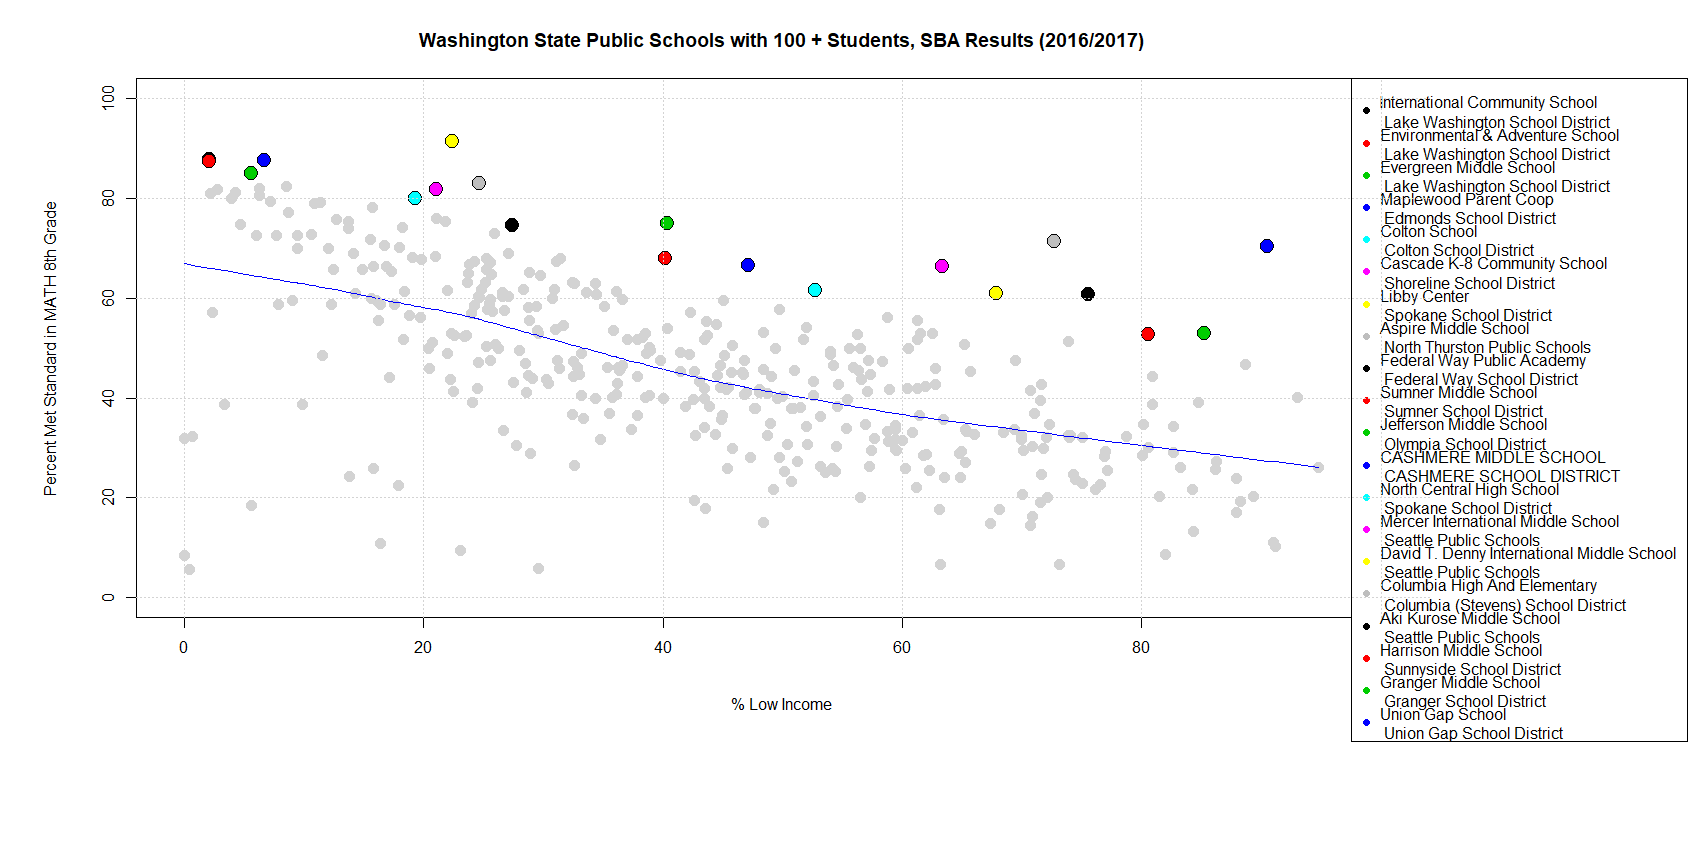 Washington State Public Schools with 100 + Students, SBA Results (2016/2017)
Percent Met Standard in MATH 8th Grade
100
80
60
40
20
0
0
20
40
60
80
% Low Income
International Community School
Lake Washington School District
Environmental & Adventure School
Lake Washington School District
Evergreen Middle School
Lake Washington School District
Maplewood Parent Coop
Edmonds School District
Colton School
Colton School District
Cascade K-8 Community School
Shoreline School District
Libby Center
Spokane School District
Aspire Middle School
North Thurston Public Schools
Federal Way Public Academy
Federal Way School District
Sumner Middle School
Sumner School District
Jefferson Middle School
Olympia School District
CASHMERE MIDDLE SCHOOL
CASHMERE SCHOOL DISTRICT
North Central High School
Spokane School District
Mercer International Middle School
Seattle Public Schools
David T. Denny International Middle School
Seattle Public Schools
Columbia High And Elementary
Columbia (Stevens) School District
Aki Kurose Middle School
Seattle Public Schools
Harrison Middle School
Sunnyside School District
Granger Middle School
Granger School District
Union Gap School
Union Gap School District